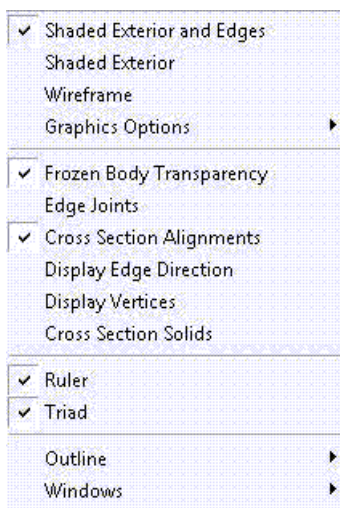 Shaded Exterior and Edges
Shaded Exterior
Wireframe
Graphics Options
Frozen Body Transparency
Edge Joints
Cross Section Alignments
Display Edge Direction
Display Vertices
Cross Section Solids
Ruler
Triad
Outline
Windows